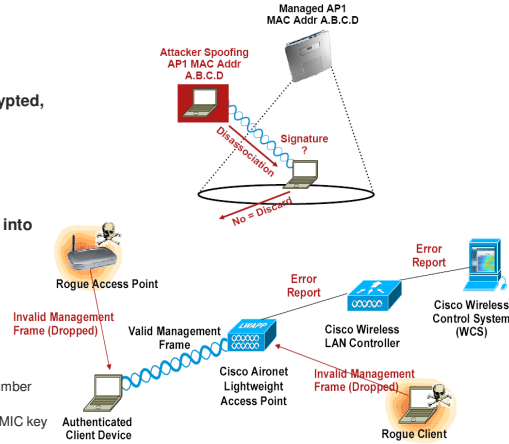 Managed AP1
MAC Addr A.B.C.D
Attacker Spoofing
AP1 MAC Addr
A.B.C.D
ypted,
Disassociation
Signature
?
No = Discard
into
Rogue Access Point
Error
Report
Error
Report
Invalid Management
Frame (Dropped)
Valid Management
Frame
LWAPP
Cisco Wireless
LAN Controller
Cisco Wireless
Control System
(WCS)
Cisco Aironet
Lightweight
Access Point
Invalid Management
Frame (Dropped)
umber
MIC key
Authenticated
Client Device
Rogue Client